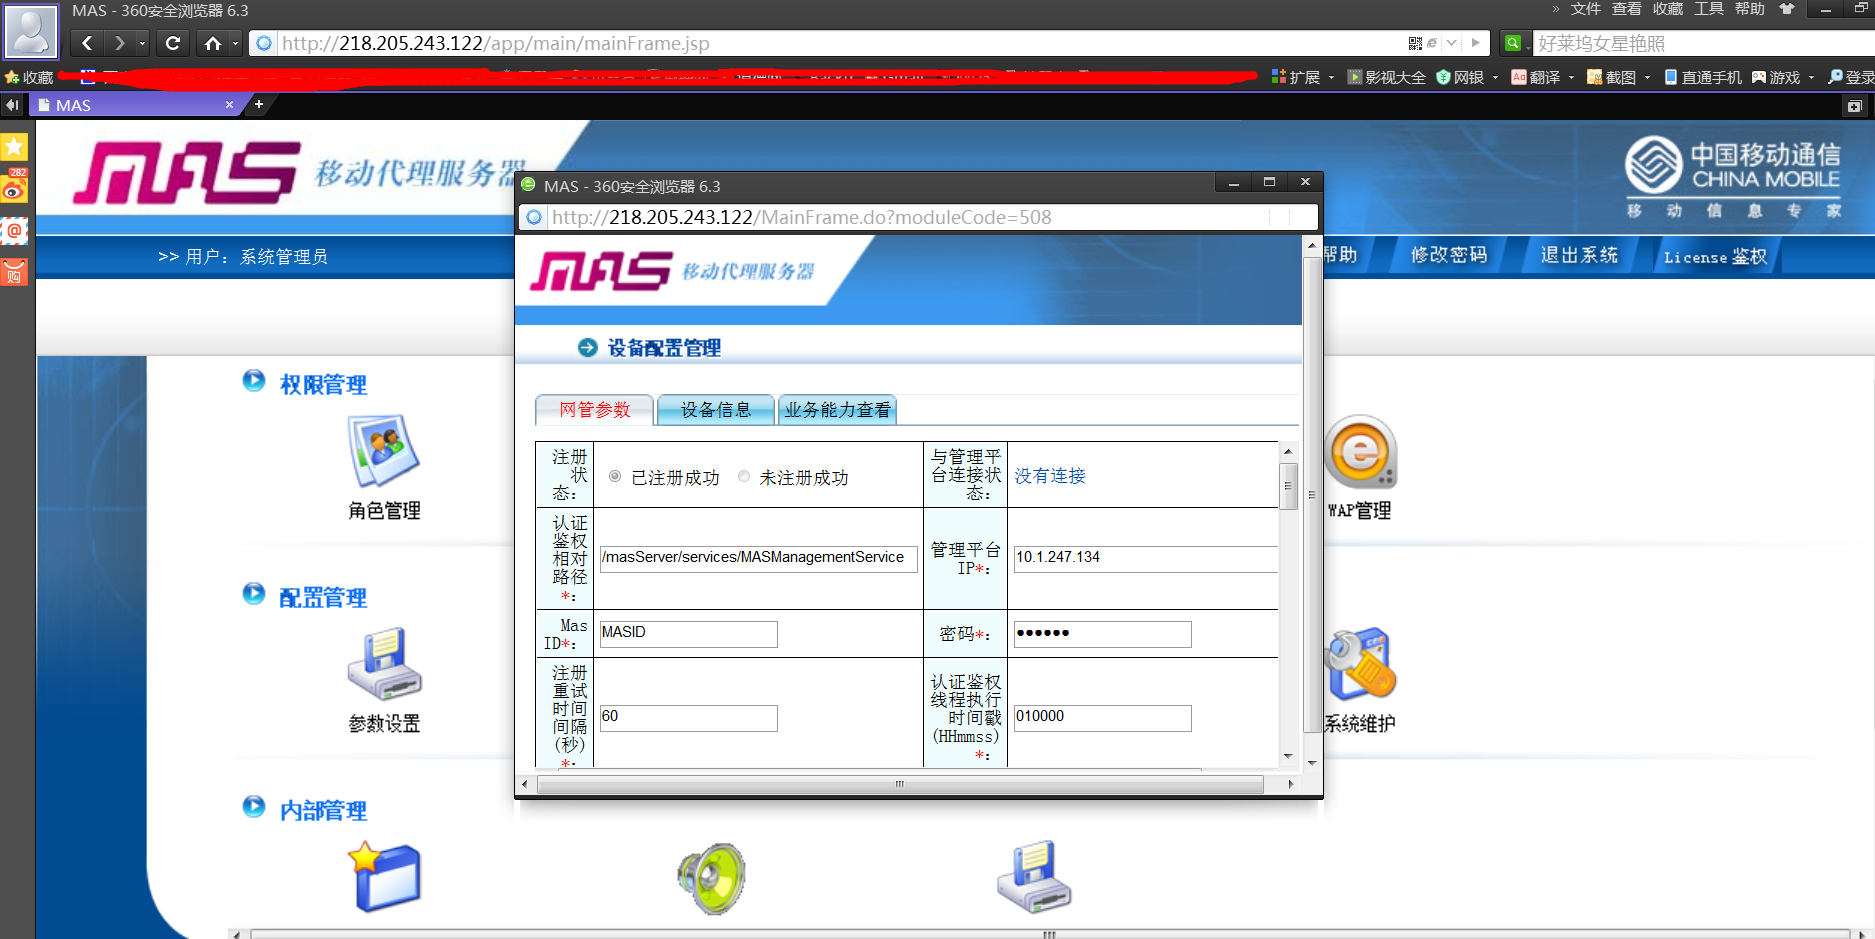 MAS - 360安全浏览器 6.3
» 文件 查看 收藏 工具 帮助
http://218.205.243.122/app/main/mainFrame.jsp
好莱坞女星艳照
收藏
扩展 影视大全 网银 翻译 截图 直通手机 游戏 登录
MAS
282
购
MAS 移动代理服务器
中国移动通信
CHINA MOBILE
移动信息专家
>> 用户: 系统管理员
帮助 修改密码 退出系统 License 鉴权
MAS - 360安全浏览器 6.3
http://218.205.243.122/MainFrame.do?moduleCode=508
MAS 移动代理服务器
设备配置管理
网管参数 设备信息 业务能力查看
注册状态:
已注册成功 未注册成功
与管理平台连接状态:
没有连接
认证鉴权相对路径*:
/masServer/services/MASManagementService
管理平台IP*:
10.1.247.134
Mas ID*:
MASID
密码*:
••••••
注册重试时间间隔(秒)*:
60
认证鉴权线程执行时间戳(HHmmss)*:
010000
权限管理
角色管理
WAP管理
配置管理
参数设置
系统维护
内部管理